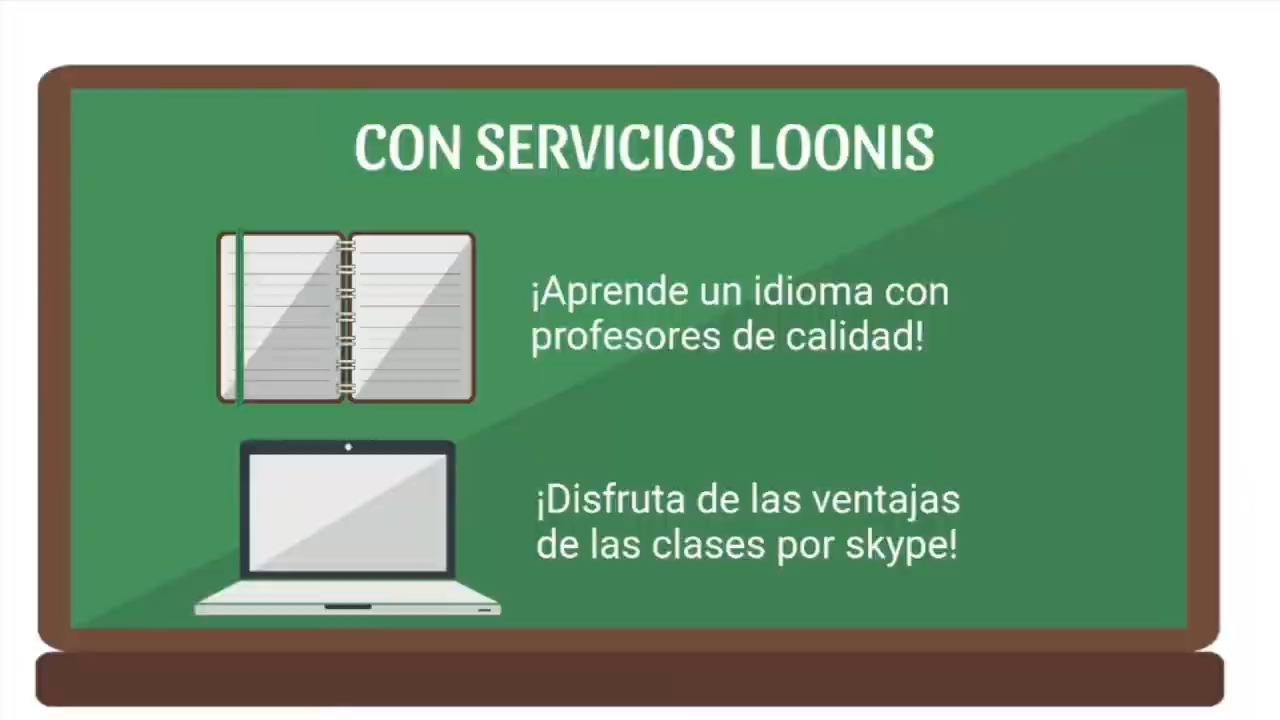 CON SERVICIOS LOONIS
¡Aprende un idioma con
profesores de calidad!
¡Disfruta de las ventajas
de las clases por skype!